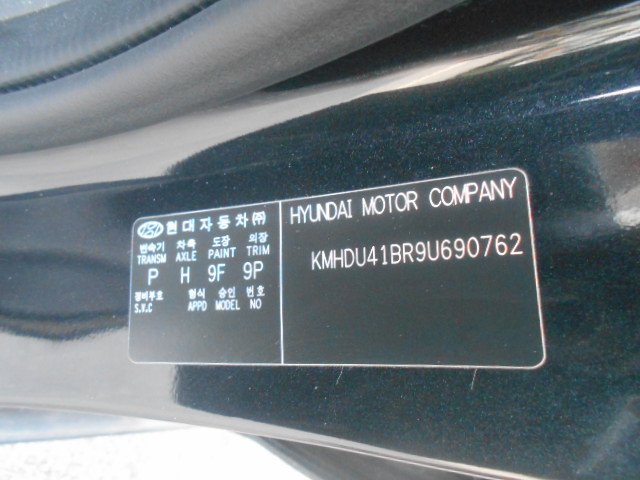 현대자동차㈜
변속기 차축 도장 의장
TRANSM AXLE PAINT TRIM
P H 9F 9P
정비부호 형식 승인 번호
S.V.C APPD MODEL NO
HYUNDAI MOTOR COMPANY
KMHDU41BR9U690762